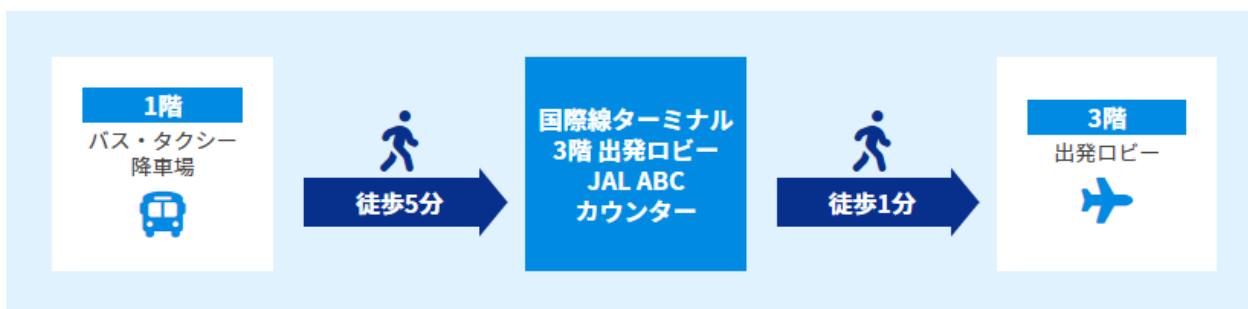 1階
バス・タクシー
降車場
徒歩5分
国際線ターミナル
3階 出発ロビー
JAL ABC
カウンター
徒歩1分
3階
出発ロビー